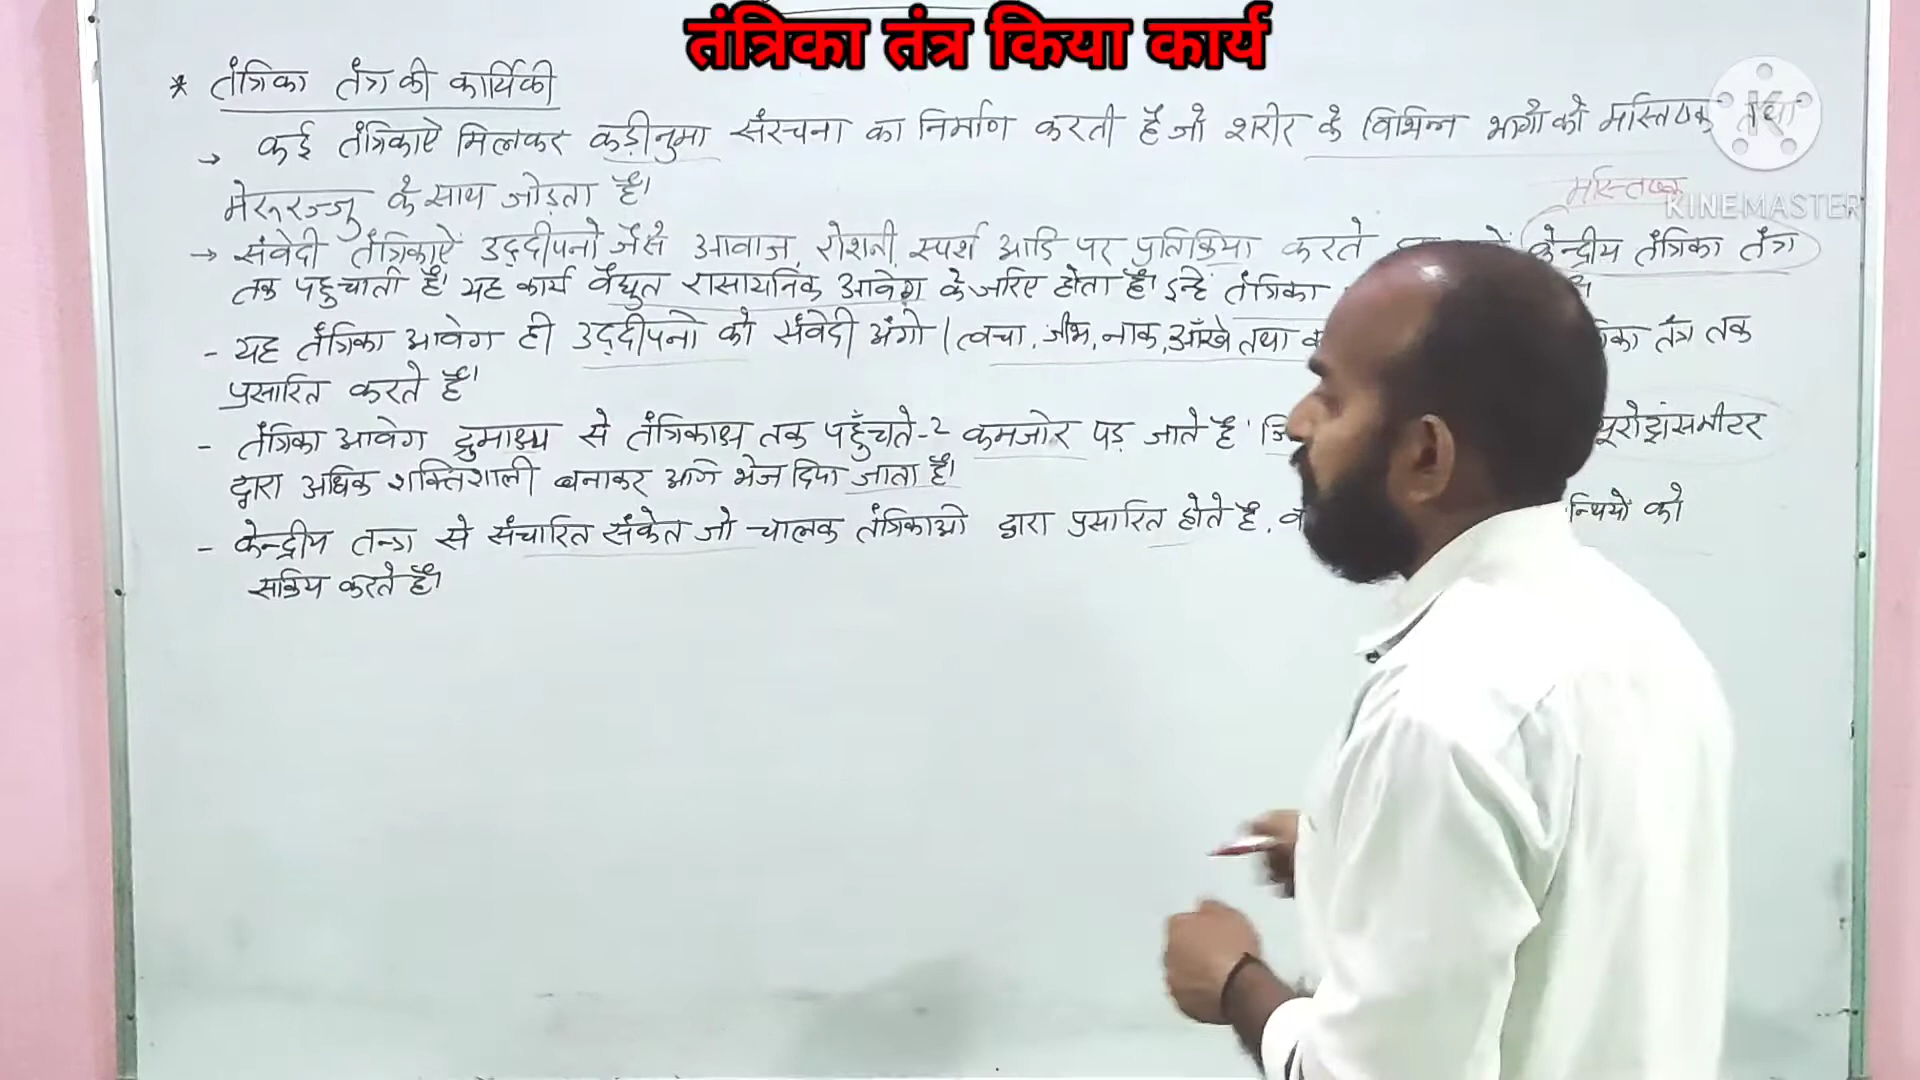 तंत्रिका तंत्र किया कार्य
* तंत्रिका तंत्र की कार्यिकी
→ कई तंत्रिकाऐ मिलकर कड़ीनुमा संरचना का निर्माण करती है जो शरीर के विभिन्न भागो को मस्तिष्क तथा
मेरूरज्जु के साथ जोड़ता है।
मस्तिष्क
KINEMASTER
→ संवेदी तंत्रिकाऐं उद्दीपनो जैसे आवाज, रोशनी, स्पर्श आदि पर प्रतिक्रिया करते केन्द्रीय तंत्रिका तंत्र
तक पहुचाती है। यह कार्य वैधुत रासायनिक आवेग के जरिए होता है। इन्हें तंत्रिका
- यह तंत्रिका आवेग ही उद्दीपनो को संवेदी अंगो (त्वचा, जीभ, नाक, आँखे तथा तंत्र तक
प्रसारित करते है।
- तंत्रिका आवेग द्रुमाक्ष्य से तंत्रिकाक्ष तक पहुँचते-2 कमजोर पड़ जाते है।
द्वारा अधिक शक्तिशाली बनाकर आगे भेज दिया जाता है।
- केन्द्रीय तन्त्र से संचारित संकेत जो चालक तंत्रिकाओ द्वारा प्रसारित होते है, को
सक्रिय करते है।